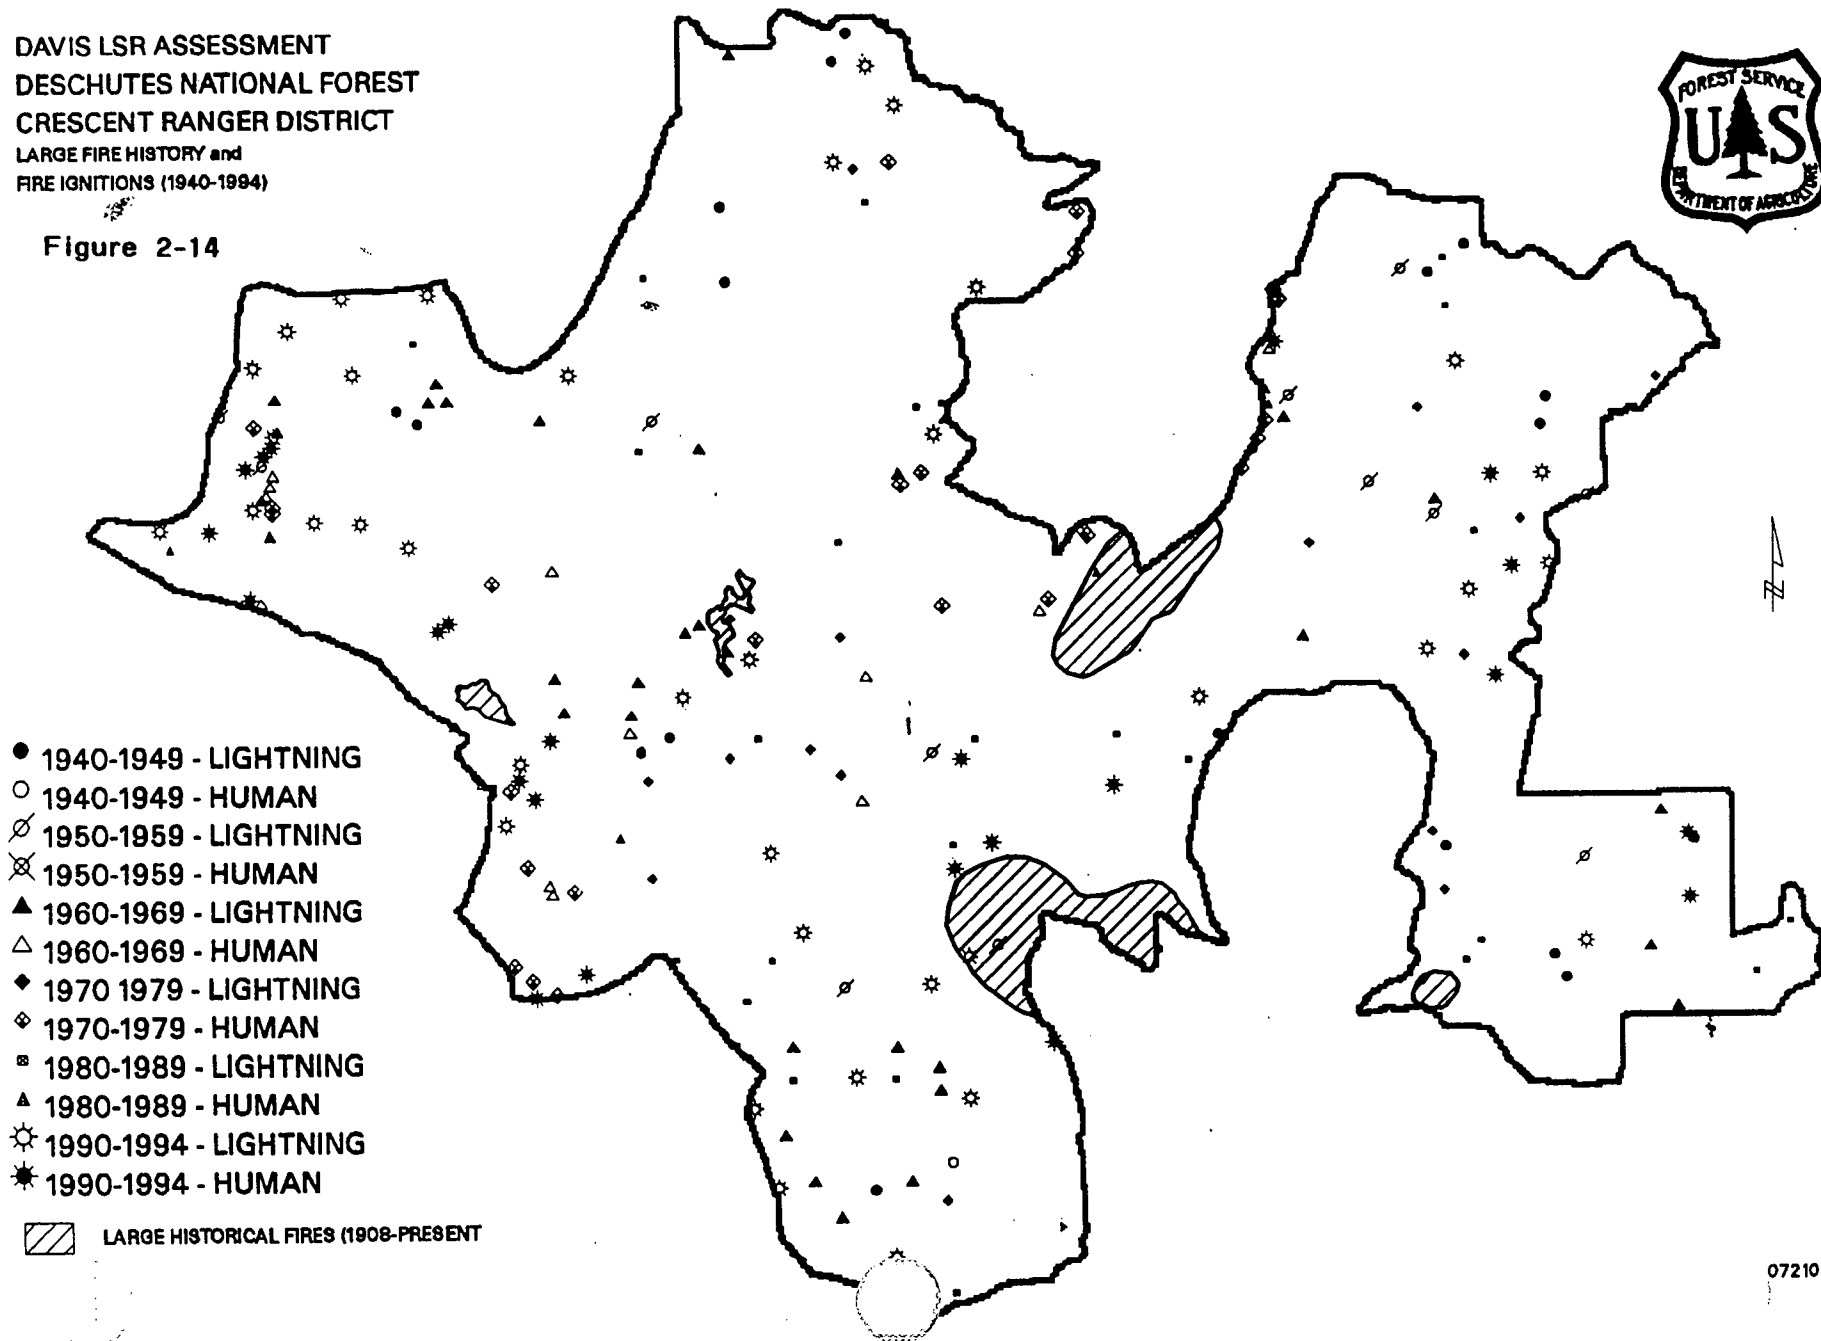 DAVIS LSR ASSESSMENT
DESCHUTES NATIONAL FOREST
CRESCENT RANGER DISTRICT
LARGE FIRE HISTORY and
FIRE IGNITIONS (1940-1994)
Figure 2-14
FOREST SERVICE
U S
DEPARTMENT OF AGRICULTURE
1940-1949 - LIGHTNING
1940-1949 - HUMAN
1950-1959 - LIGHTNING
1950-1959 - HUMAN
1960-1969 - LIGHTNING
1960-1969 - HUMAN
1970 1979 - LIGHTNING
1970-1979 - HUMAN
1980-1989 - LIGHTNING
1980-1989 - HUMAN
1990-1994 - LIGHTNING
1990-1994 - HUMAN
LARGE HISTORICAL FIRES (1908-PRESENT
07210